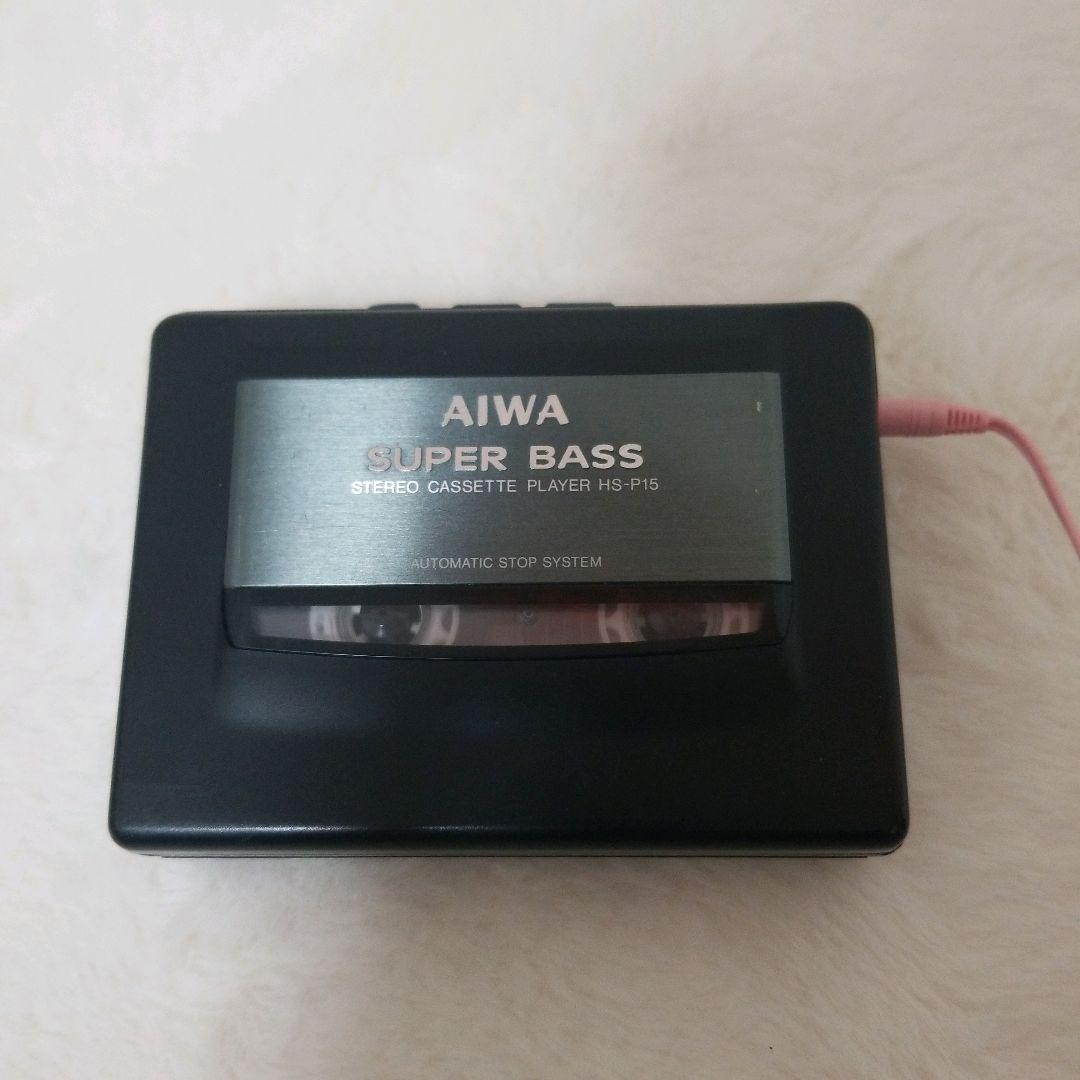 AIWA
SUPER BASS
STEREO CASSETTE PLAYER HS-P15
AUTOMATIC STOP SYSTEM